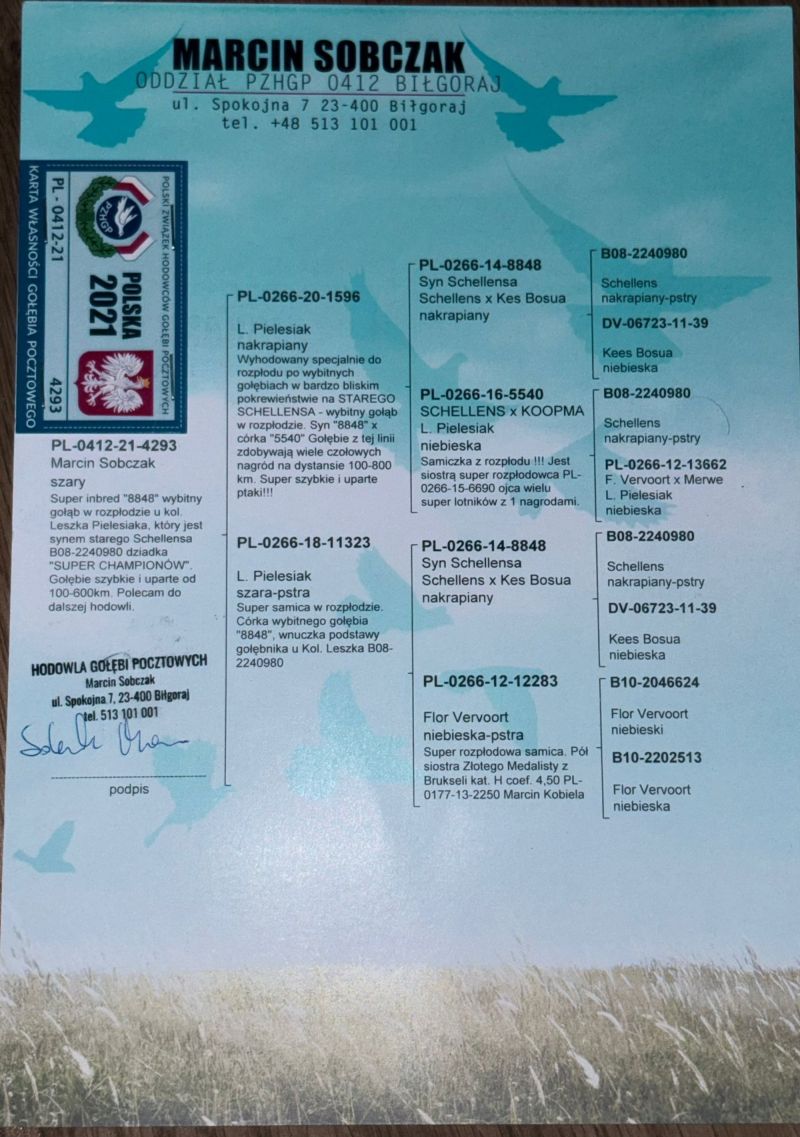 MARCIN SOBCZAK
ODDZIAŁ PZHGP 0412 BIŁGORAJ
ul. Spokojna 7 23-400 Biłgoraj
tel. +48 513 101 001
POLSKI ZWIĄZEK HODOWCÓW GOŁĘBI POCZTOWYCH
PZHGP
POLSKA
2021
PL - 0412-21
4293
KARTA WŁASNOŚCI GOŁĘBIA POCZTOWEGO
PL-0412-21-4293
Marcin Sobczak
szary
Super inbred "8848" wybitny
gołąb w rozpłodzie u kol.
Leszka Pielesiaka, który jest
synem starego Schellensa
B08-2240980 dziadka
"SUPER CHAMPIONÓW".
Gołębie szybkie i uparte od
100-600km. Polecam do
dalszej hodowli.
HODOWLA GOŁĘBI POCZTOWYCH
Marcin Sobczak
ul. Spokojna 7, 23-400 Biłgoraj
tel. 513 101 001
podpis
PL-0266-20-1596
L. Pielesiak
nakrapiany
Wyhodowany specjalnie do
rozpłodu po wybitnych
gołębiach w bardzo bliskim
pokrewieństwie na STAREGO
SCHELLENSA - wybitny gołąb
w rozpłodzie. Syn "8848" x
córka "5540" Gołębie z tej linii
zdobywają wiele czołowych
nagród na dystansie 100-800
km. Super szybkie i uparte
ptaki!!!
PL-0266-18-11323
L. Pielesiak
szara-pstra
Super samica w rozpłodzie.
Córka wybitnego gołębia
"8848", wnuczka podstawy
gołębnika u Kol. Leszka B08-
2240980
PL-0266-14-8848
Syn Schellensa
Schellens x Kes Bosua
nakrapiany
PL-0266-16-5540
SCHELLENS x KOOPMA
L. Pielesiak
niebieska
Samiczka z rozpłodu !!! Jest
siostrą super rozpłodowca PL-
0266-15-6690 ojca wielu
super lotników z 1 nagrodami.
PL-0266-14-8848
Syn Schellensa
Schellens x Kes Bosua
nakrapiany
PL-0266-12-12283
Flor Vervoort
niebieska-pstra
Super rozpłodowa samica. Pół
siostra Złotego Medalisty z
Brukseli kat. H coef. 4,50 PL-
0177-13-2250 Marcin Kobiela
B08-2240980
Schellens
nakrapiany-pstry
DV-06723-11-39
Kees Bosua
niebieska
B08-2240980
Schellens
nakrapiany-pstry
PL-0266-12-13662
F. Vervoort x Merwe
L. Pielesiak
niebieska
B08-2240980
Schellens
nakrapiany-pstry
DV-06723-11-39
Kees Bosua
niebieska
B10-2046624
Flor Vervoort
niebieski
B10-2202513
Flor Vervoort
niebieska